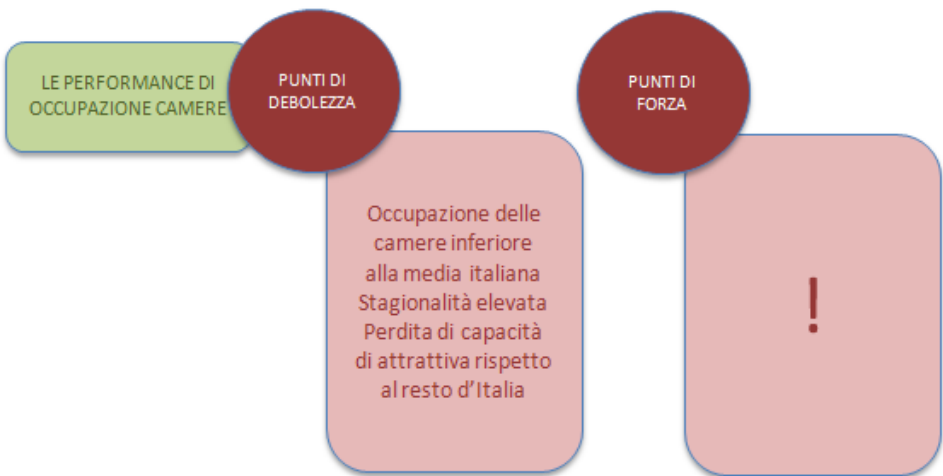 LE PERFORMANCE DI
OCCUPAZIONE CAMERE
PUNTI DI
DEBOLEZZA
Occupazione delle
camere inferiore
alla media italiana
Stagionalità elevata
Perdita di capacità
di attrattiva rispetto
al resto d'Italia
PUNTI DI
FORZA
!